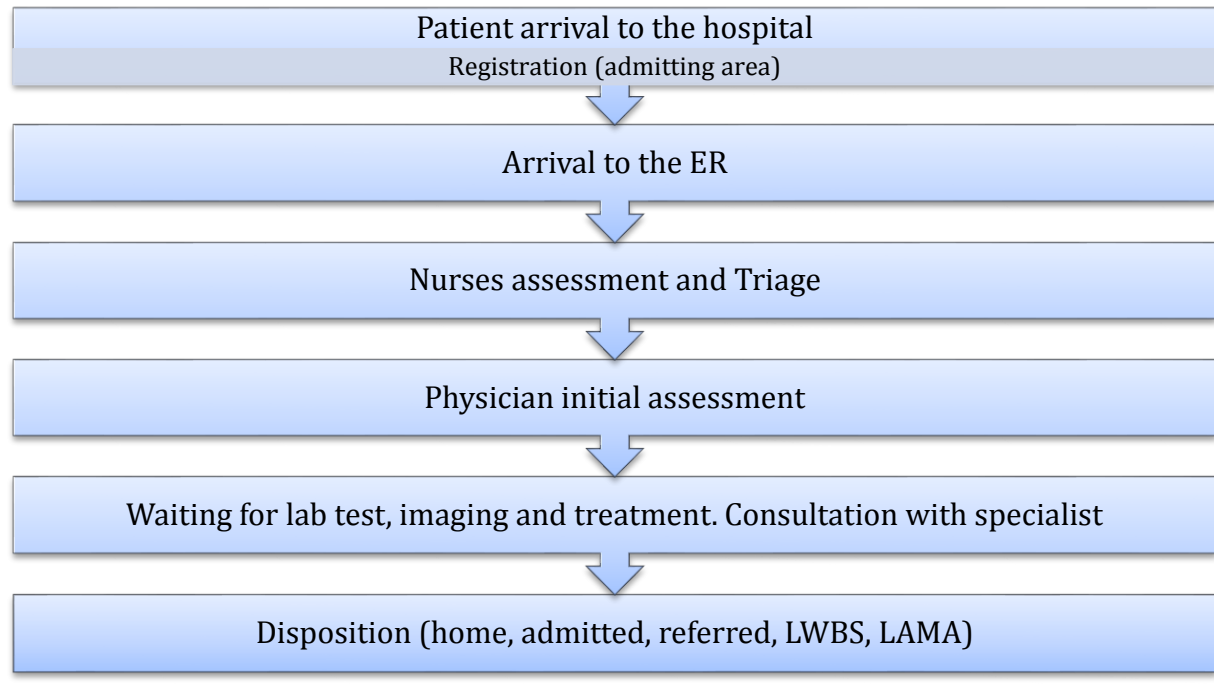 Patient arrival to the hospital
Registration (admitting area)
Arrival to the ER
Nurses assessment and Triage
Physician initial assessment
Waiting for lab test, imaging and treatment. Consultation with specialist
Disposition (home, admitted, referred, LWBS, LAMA)